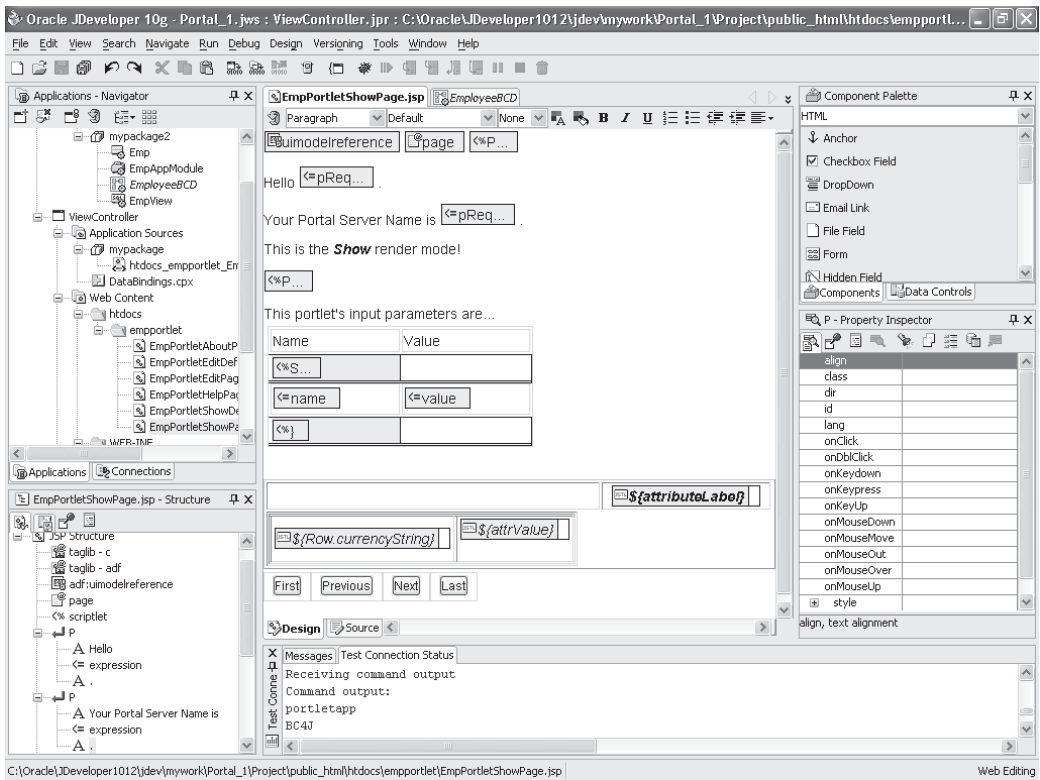 Oracle JDeveloper 10g - Portal_1.jws : ViewController.jpr : C:\Oracle\JDeveloper1012\jdev\mywork\Portal_1\Project\public_html\htdocs\empportl...
File Edit View Search Navigate Run Debug Design Versioning Tools Window Help
Applications - Navigator
mypackage2
Emp
EmpAppModule
EmployeeBCD
EmpView
ViewController
Application Sources
mypackage
htdocs_empportlet_Em
DataBindings.cpx
Web Content
htdocs
empportlet
EmpPortletAboutP
EmpPortletEditDef
EmpPortletEditPag
EmpPortletHelpPag
EmpPortletShowDe
EmpPortletShowPa
WEB-INF
Applications Connections
EmpPortletShowPage.jsp - Structure
JSP Structure
taglib - c
taglib - adf
adf:uimodelreference
page
<% scriptlet
P
A Hello
<= expression
A .
P
A Your Portal Server Name is
<= expression
A .
EmpPortletShowPage.jsp EmployeeBCD
Paragraph Default None B I U
uimodelreference page <%P...
Hello <=pReq... .
Your Portal Server Name is <=pReq... .
This is the Show render mode!
<%P...
This portlet's input parameters are...
Name Value
<%S...
<=name <=value
<%}
${attributeLabel}
${Row.currencyString} ${attrValue}
First Previous Next Last
Design Source
Messages Test Connection Status
Test Conne
Receiving command output
Command output:
portletapp
BC4J
Component Palette
HTML
Anchor
Checkbox Field
DropDown
Email Link
File Field
Form
Hidden Field
Components Data Controls
P - Property Inspector
align
class
dir
id
lang
onClick
onDblClick
onKeydown
onKeypress
onKeyUp
onMouseDown
onMouseMove
onMouseOut
onMouseOver
onMouseUp
style
align, text alignment
C:\Oracle\JDeveloper1012\jdev\mywork\Portal_1\Project\public_html\htdocs\empportlet\EmpPortletShowPage.jsp Web Editing